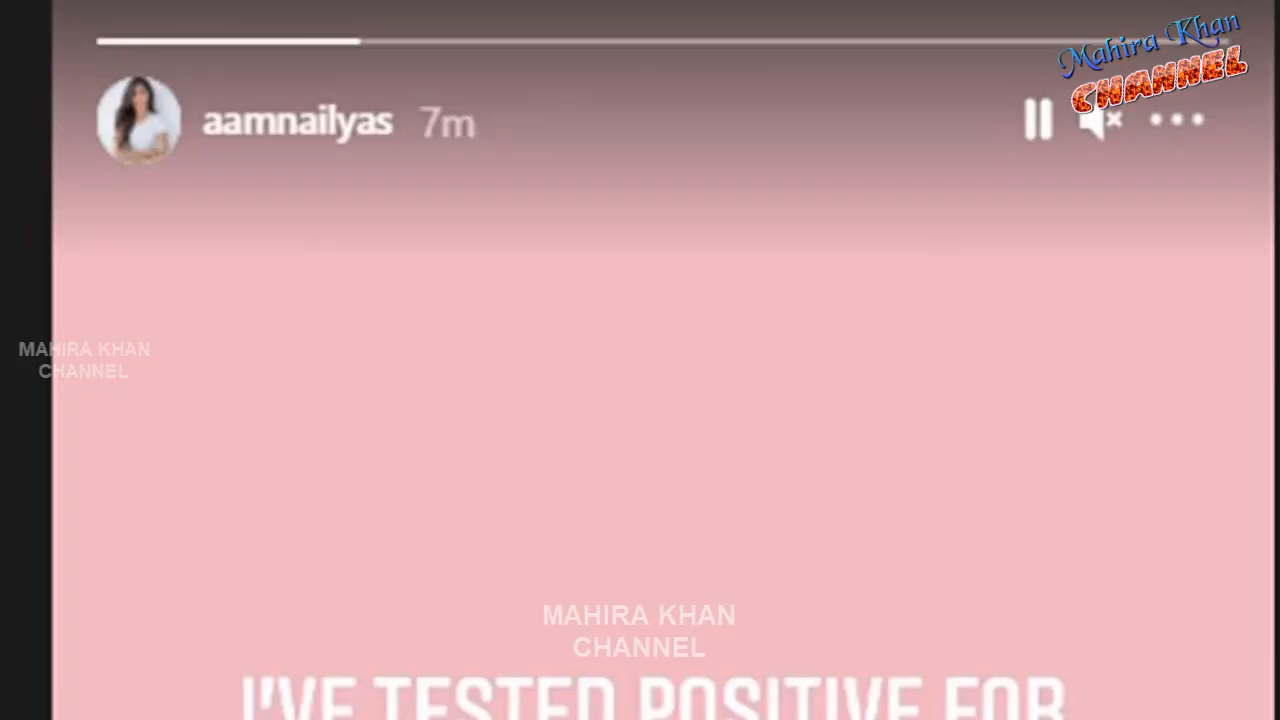 Mahira Khan
CHANNEL
aamnailyas 7m
MAHIRA KHAN
CHANNEL
MAHIRA KHAN
CHANNEL
I'VE TESTED POSITIVE FOR